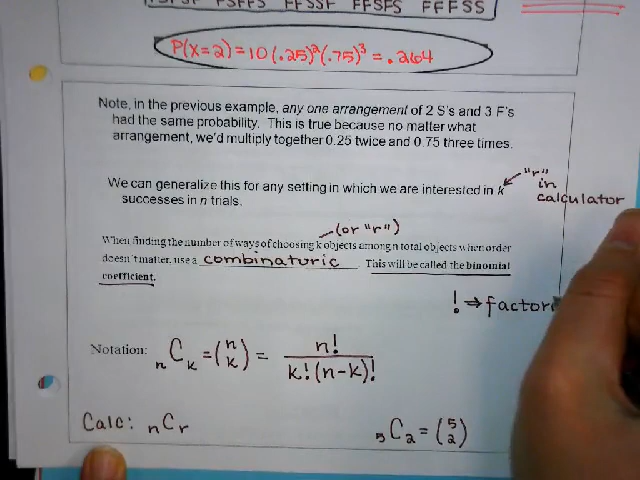 FFSSF FFSFS FFFSS
P(X=2) = 10(.25)²(.75)³ = .264
Note, in the previous example, any one arrangement of 2 S's and 3 F's
had the same probability. This is true because no matter what
arrangement, we'd multiply together 0.25 twice and 0.75 three times.
We can generalize this for any setting in which we are interested in k
successes in n trials.
"r"
in
calculator
(or "r")
When finding the number of ways of choosing k objects among n total objects when order
doesn't matter, use a combinatoric This will be called the binomial
coefficient.
! ⇒ factori
Notation: nCk = (n k) = n! / k!(n-k)!
Calc: nCr
5C2 = (5 2)